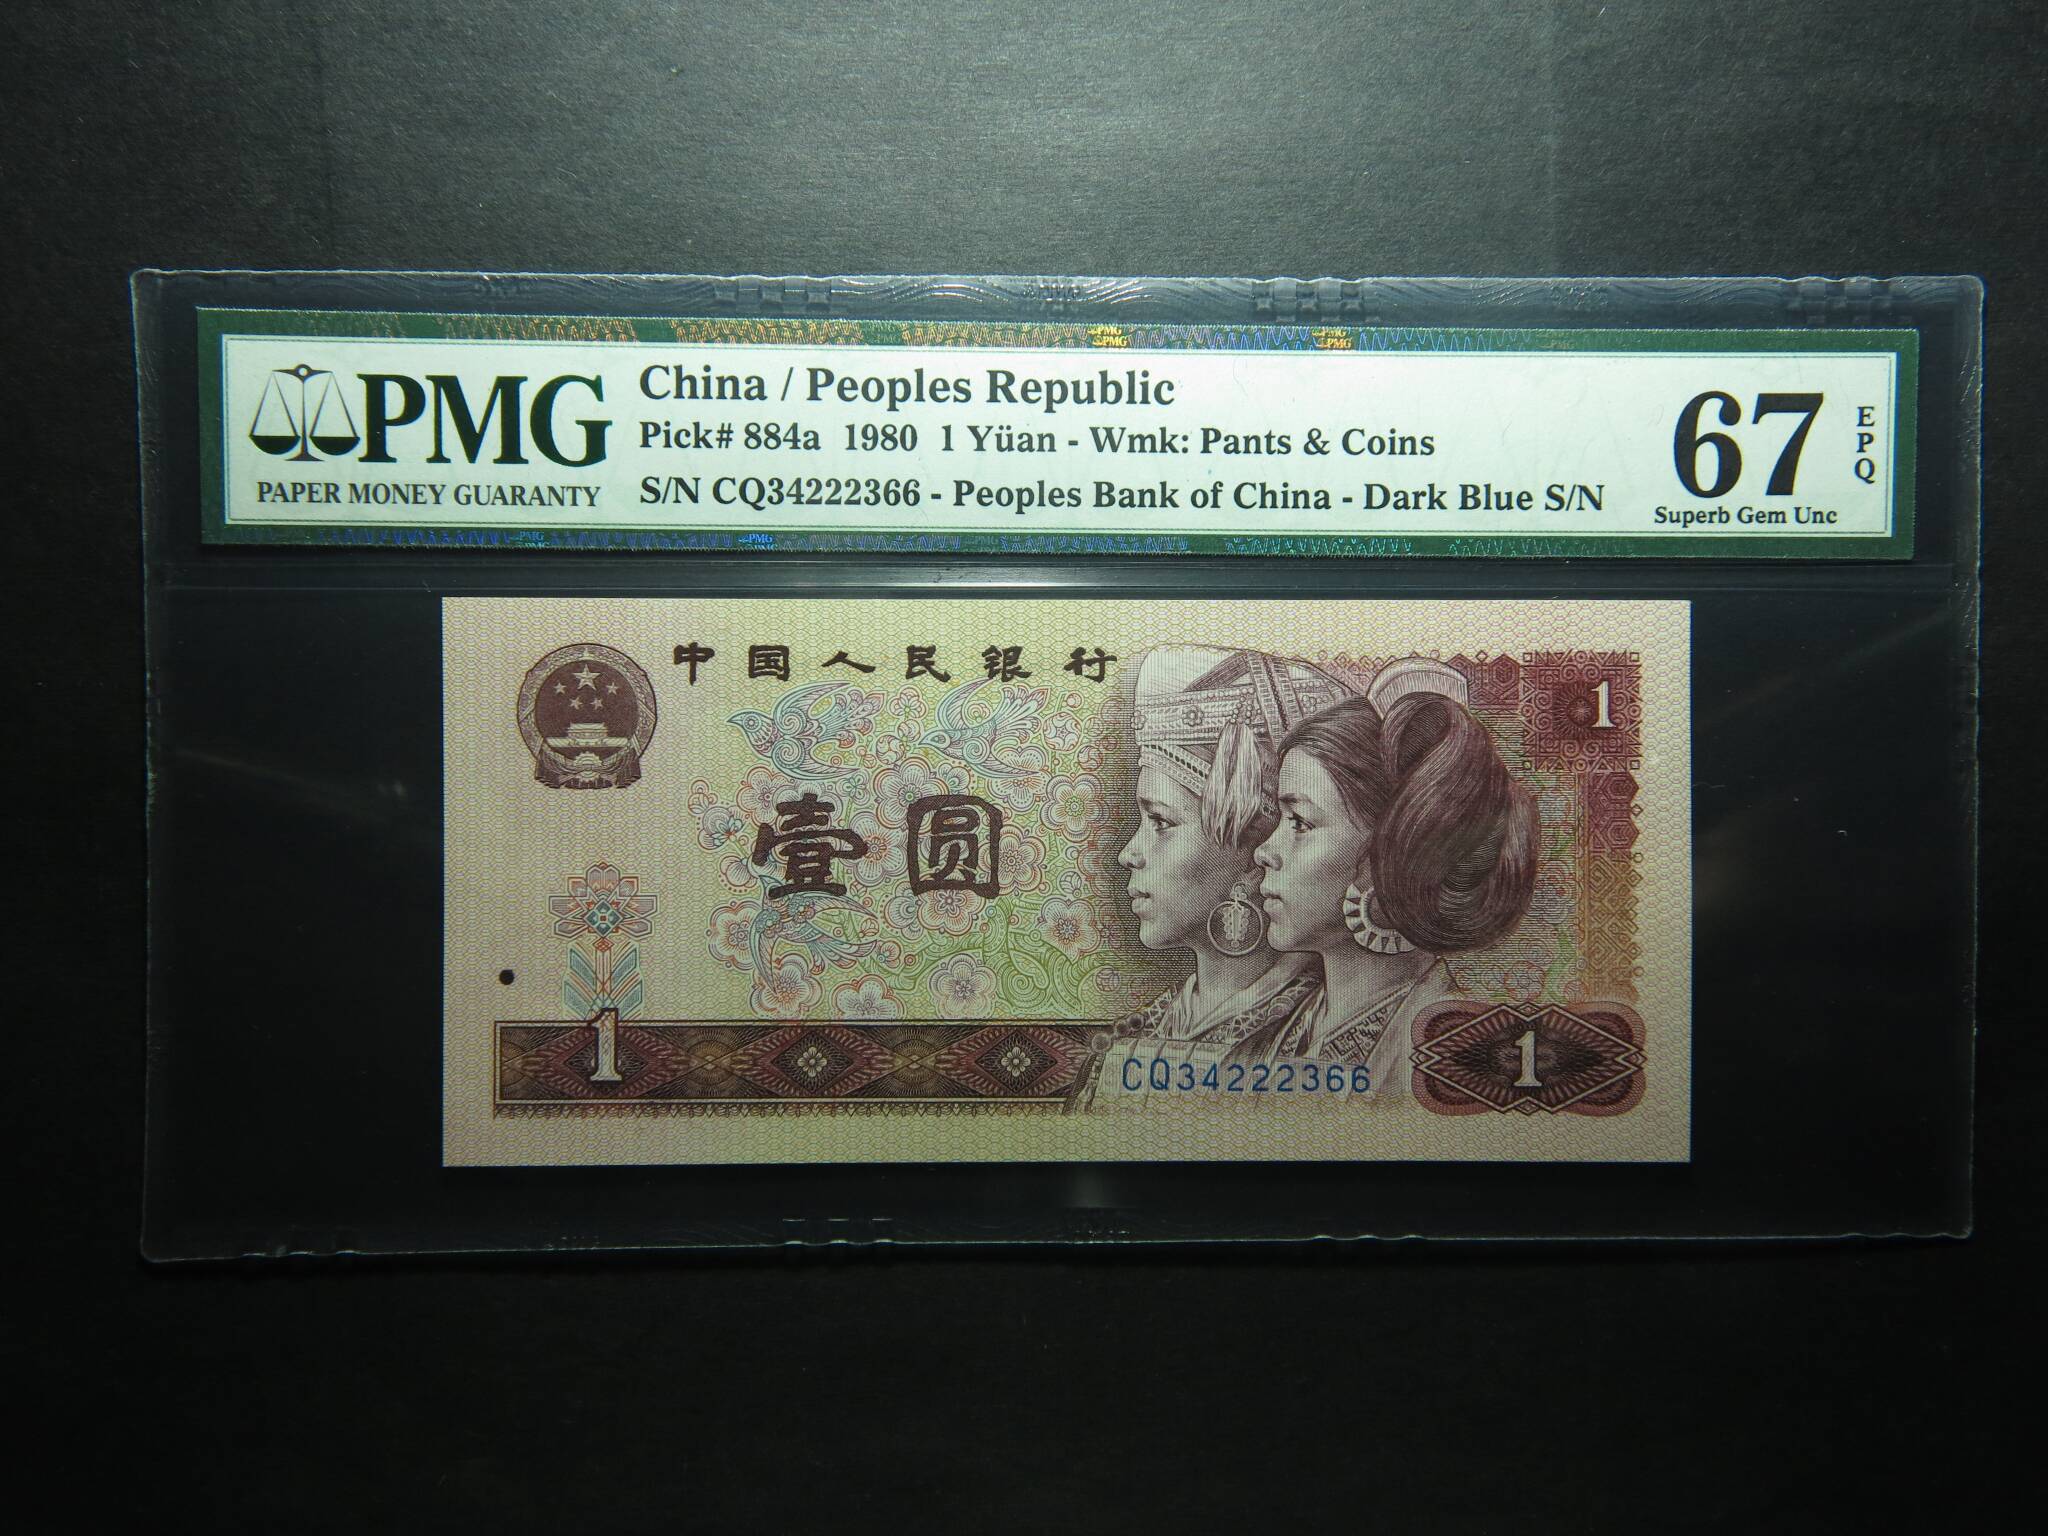 PMG
PAPER MONEY GUARANTY
China / Peoples Republic
Pick# 884a 1980 1 Yüan - Wmk: Pants & Coins
S/N CQ34222366 - Peoples Bank of China - Dark Blue S/N
67
EPQ
Superb Gem Unc
中国人民银行
1
壹圆
1
CQ34222366
1